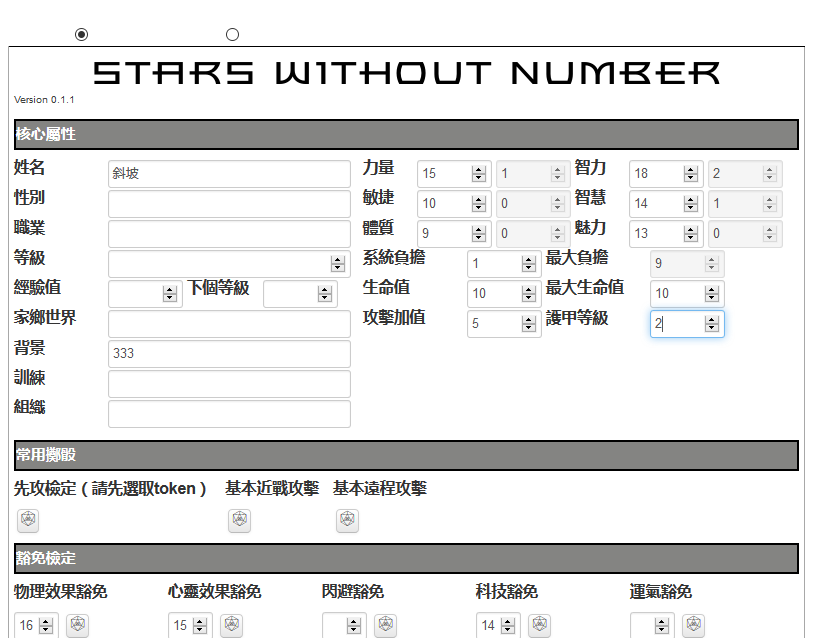 STARS WITHOUT NUMBER
Version 0.1.1
核心屬性
姓名 斜坡 力量 15 1 智力 18 2
性別 敏捷 10 0 智慧 14 1
職業 體質 9 0 魅力 13 0
等級 系統負擔 1 最大負擔 9
經驗值 下個等級 生命值 10 最大生命值 10
家鄉世界 攻擊加值 5 護甲等級 2
背景 333
訓練
組織
常用擲骰
先攻檢定（請先選取token） 基本近戰攻擊 基本遠程攻擊
豁免檢定
物理效果豁免 心靈效果豁免 閃避豁免 科技豁免 運氣豁免
16 15 14